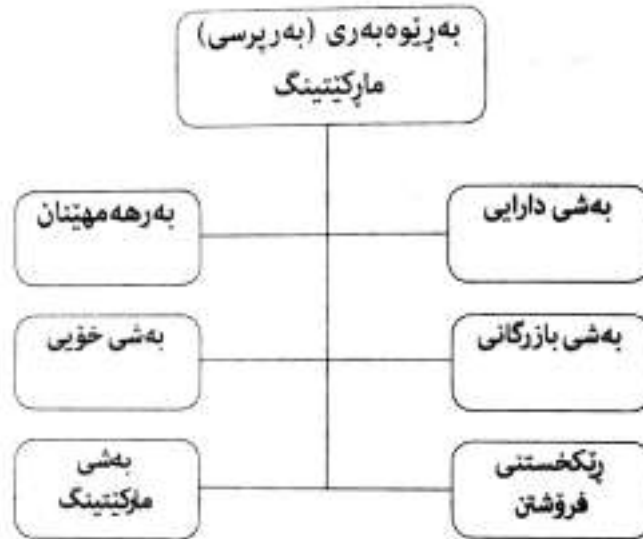 بەڕێوەبەری (بەرپرسی)
مارکێتینگ
بەشی دارایی
بەرهەمهێنان
بەشی بازرگانی
بەشی خۆیی
ڕێکخستنی
فرۆشتن
بەشی
مارکێتینگ